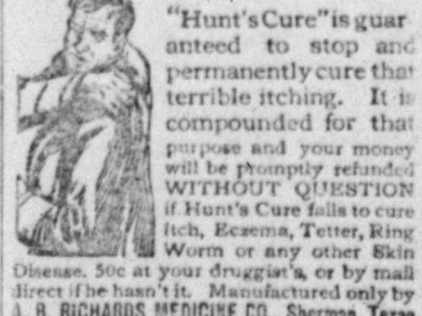 "Hunt's Cure" is guar
anteed to stop and
permanently cure that
terrible itching. It is
compounded for that
purpose and your money
will be promptly refunded
WITHOUT QUESTION
if Hunt's Cure fails to cure
Itch, Eczema, Tetter, Ring
Worm or any other Skin
Disease. 50c at your druggist's, or by mail
direct if he hasn't it. Manufactured only by
A. B. RICHARDS MEDICINE CO., Sherman, Texas